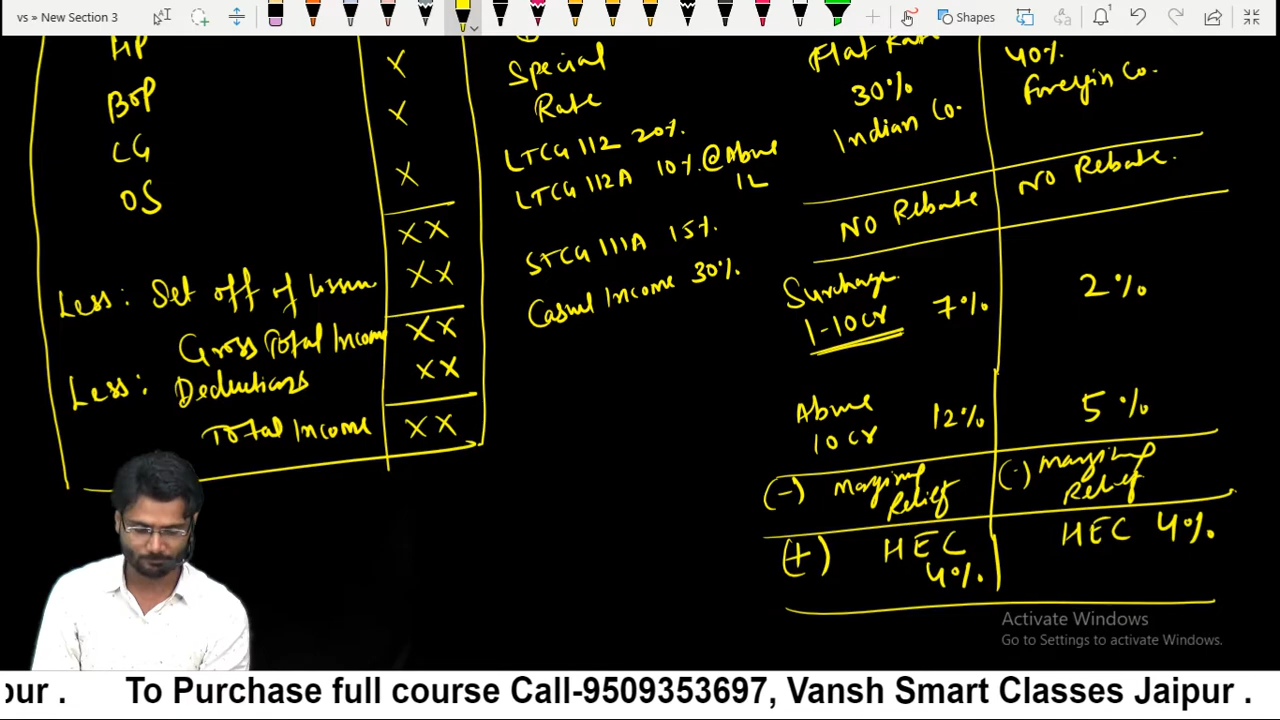 vs » New Section 3
Shapes
HP
X
BOP
X
CG
X
OS
XX
Less: Set off of losses
XX
Gross Total Income
XX
Less: Deductions
XX
Total Income
XX
Special
Rate
LTCG 112 20%.
LTCG 112A 10% @ Above
1L
STCG 111A 15%.
Casual Income 30%.
Flat Rate
30%
Indian Co.
40%
Foreign Co.
NO Rebate
NO Rebate.
Surcharge
1-10cr 7%
2%
Above
10cr 12%
5%
(-) Marginal
Relief
(-) Marginal
Relief
(+) HEC
4%.
HEC 4%.
Activate Windows
Go to Settings to activate Windows.
pur . To Purchase full course Call-9509353697, Vansh Smart Classes Jaipur .